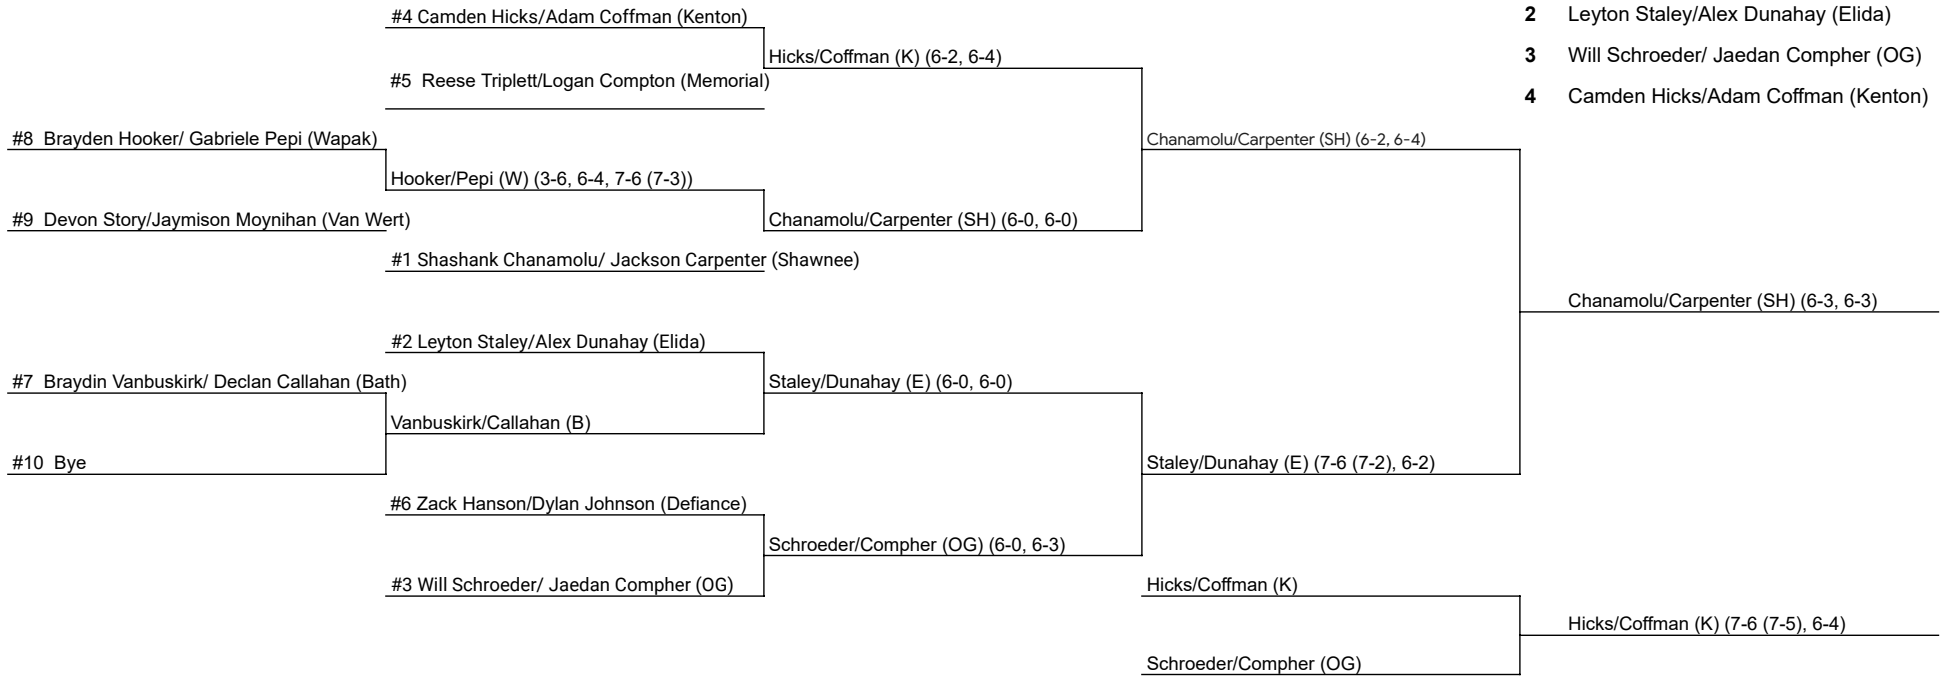 #4 Camden Hicks/Adam Coffman (Kenton)
2 Leyton Staley/Alex Dunahay (Elida)
Hicks/Coffman (K) (6-2, 6-4)
3 Will Schroeder/ Jaedan Compher (OG)
#5 Reese Triplett/Logan Compton (Memorial)
4 Camden Hicks/Adam Coffman (Kenton)
#8 Brayden Hooker/ Gabriele Pepi (Wapak)
Chanamolu/Carpenter (SH) (6-2, 6-4)
Hooker/Pepi (W) (3-6, 6-4, 7-6 (7-3))
#9 Devon Story/Jaymison Moynihan (Van Wert)
Chanamolu/Carpenter (SH) (6-0, 6-0)
#1 Shashank Chanamolu/ Jackson Carpenter (Shawnee)
Chanamolu/Carpenter (SH) (6-3, 6-3)
#2 Leyton Staley/Alex Dunahay (Elida)
#7 Braydin Vanbuskirk/ Declan Callahan (Bath)
Staley/Dunahay (E) (6-0, 6-0)
Vanbuskirk/Callahan (B)
#10 Bye
Staley/Dunahay (E) (7-6 (7-2), 6-2)
#6 Zack Hanson/Dylan Johnson (Defiance)
Schroeder/Compher (OG) (6-0, 6-3)
#3 Will Schroeder/ Jaedan Compher (OG)
Hicks/Coffman (K)
Hicks/Coffman (K) (7-6 (7-5), 6-4)
Schroeder/Compher (OG)